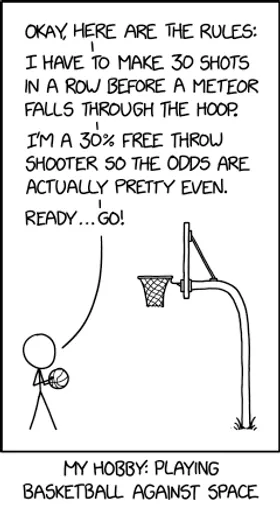 OKAY, HERE ARE THE RULES:
I HAVE TO MAKE 30 SHOTS
IN A ROW BEFORE A METEOR
FALLS THROUGH THE HOOP.
I'M A 30% FREE THROW
SHOOTER SO THE ODDS ARE
ACTUALLY PRETTY EVEN.
READY...GO!
MY HOBBY: PLAYING
BASKETBALL AGAINST SPACE